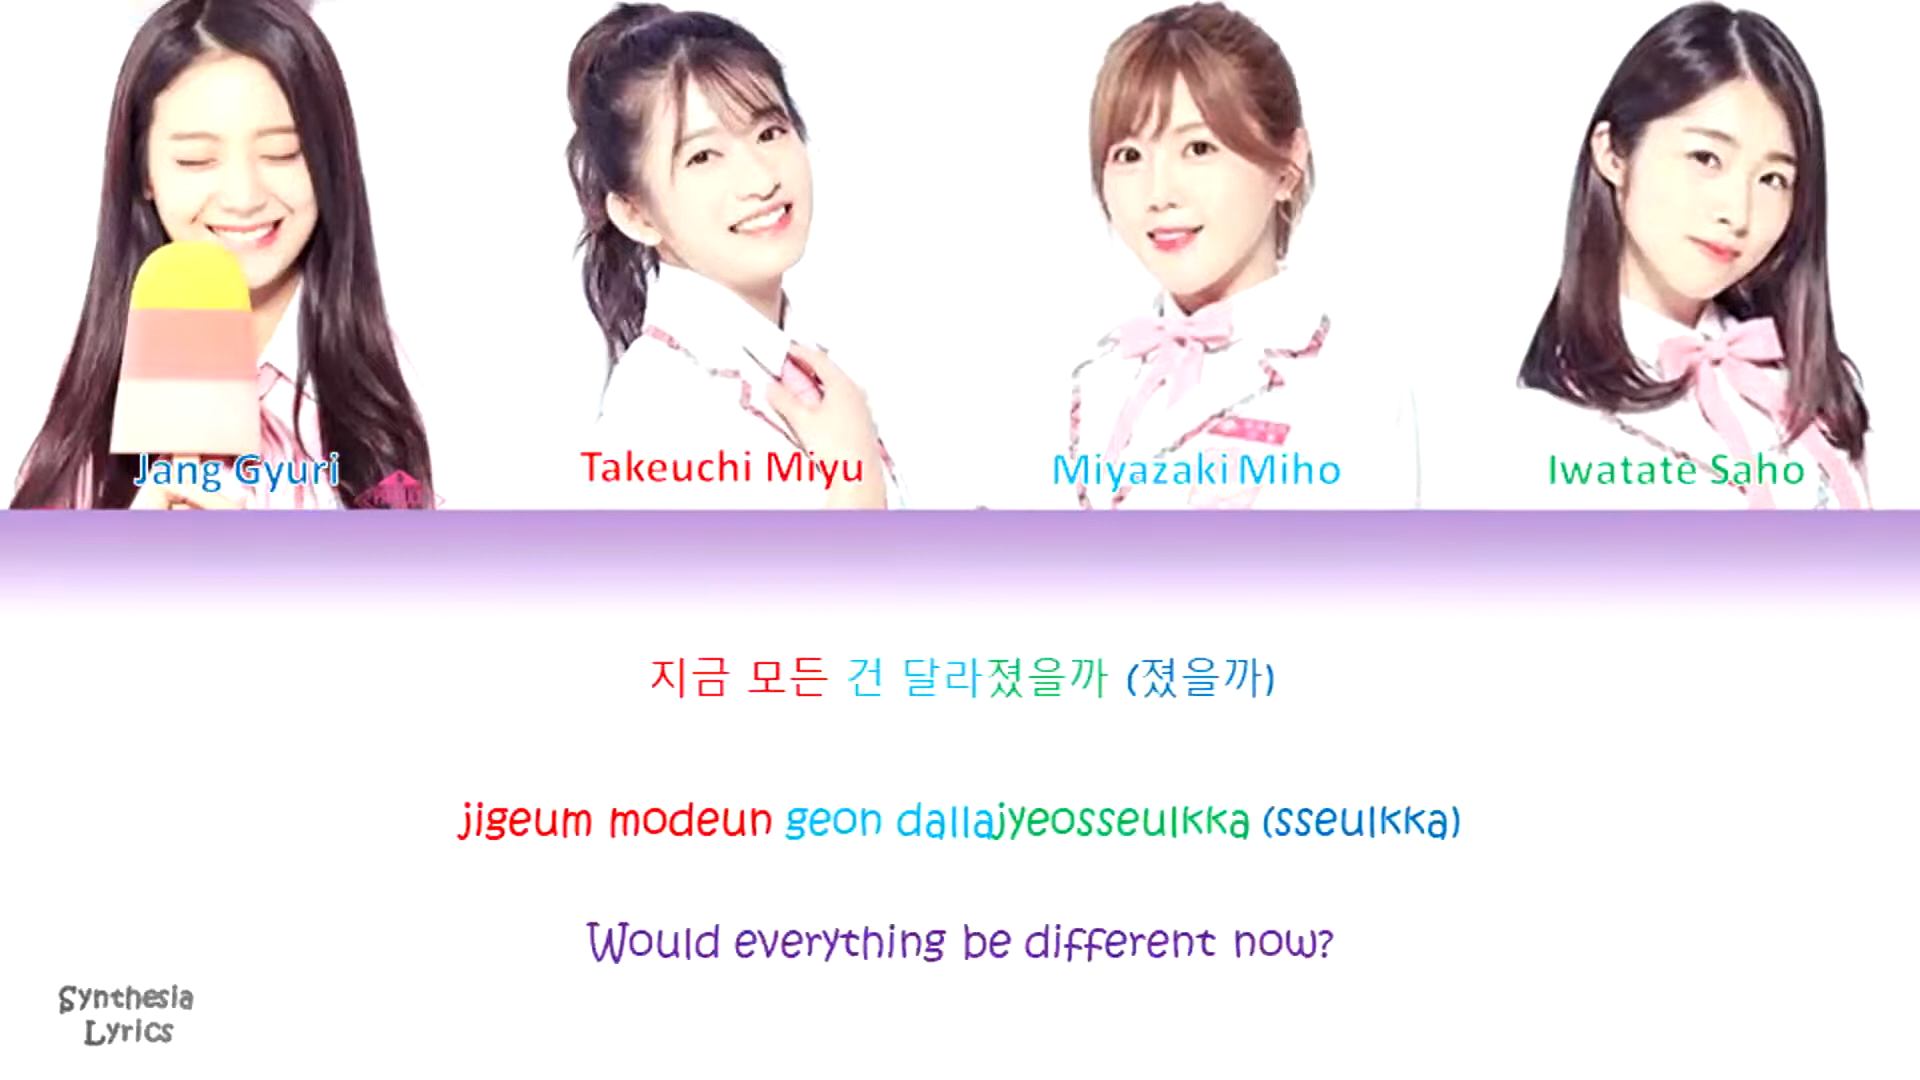 Jang Gyuri
Takeuchi Miyu
Miyazaki Miho
Iwatate Saho
지금 모든 건 달라졌을까 (졌을까)
jigeum modeun geon dallajyeosseulkka (sseulkka)
Would everything be different now?
Synthesia
Lyrics